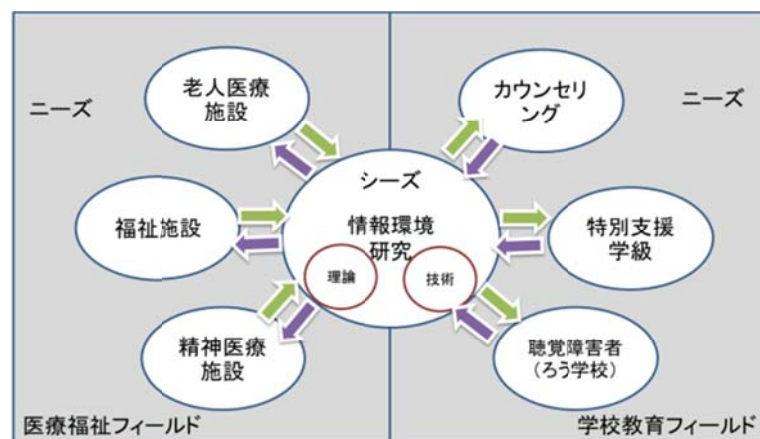 ニーズ
老人医療
施設
福祉施設
精神医療
施設
医療福祉フィールド
シーズ
情報環境
研究
理論
技術
カウンセリ
ング
ニーズ
特別支援
学級
聴覚障害者
(ろう学校)
学校教育フィールド